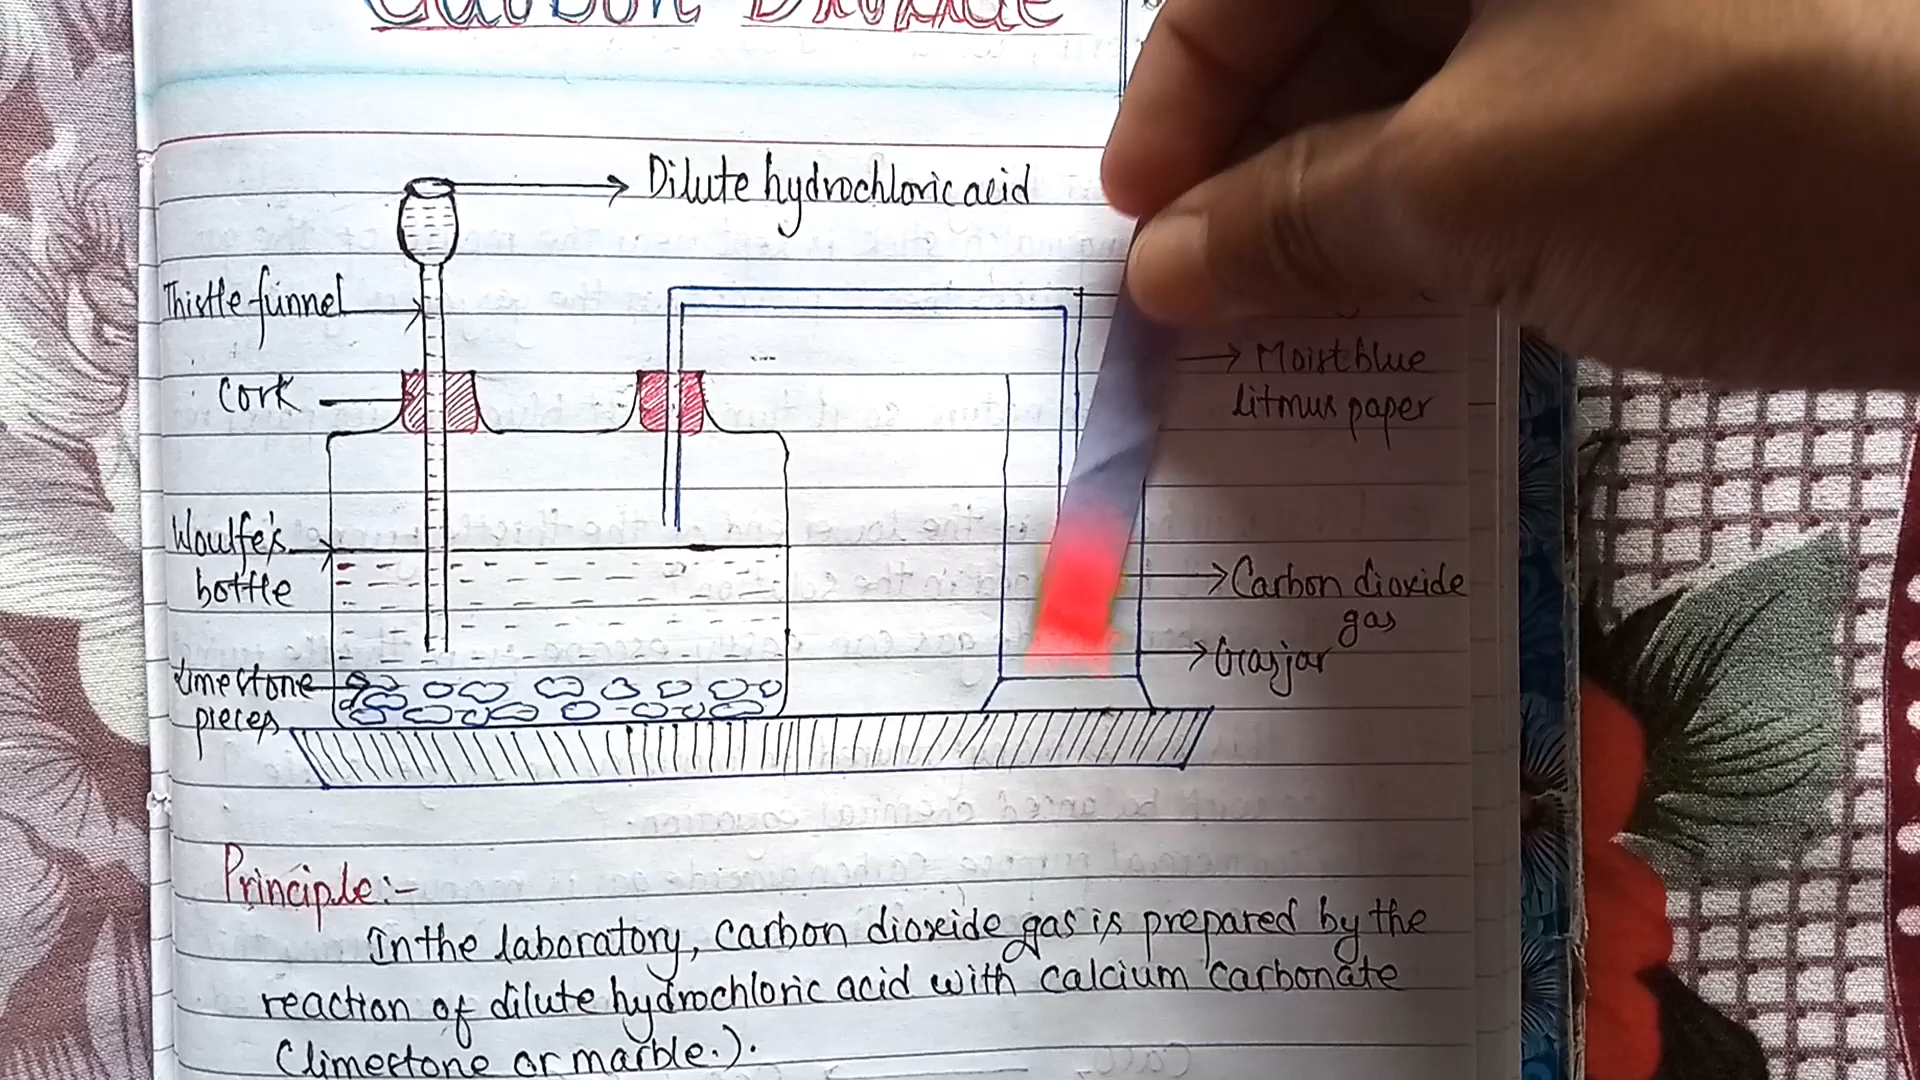 Carbon Dioxide
Dilute hydrochloric acid
Thistle funnel
Cork
Moist blue
litmus paper
Woulfe's
bottle
Carbon dioxide
gas
Gas jar
Limestone
pieces
Principle:-
In the laboratory, carbon dioxide gas is prepared by the
reaction of dilute hydrochloric acid with calcium carbonate
(limestone or marble.).